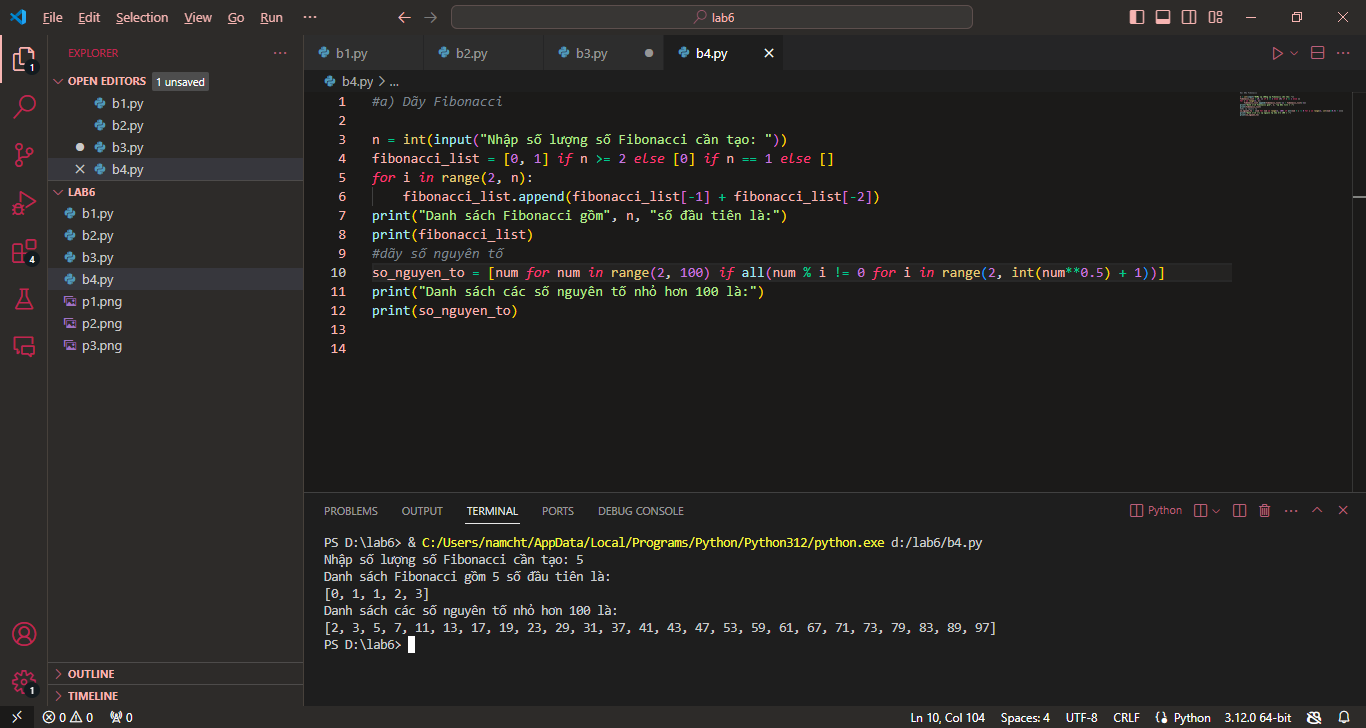 File Edit Selection View Go Run ··· lab6
EXPLORER ···
OPEN EDITORS 1 unsaved
b1.py
b2.py
b3.py
b4.py
LAB6
b1.py
b2.py
b3.py
b4.py
p1.png
p2.png
p3.png
OUTLINE
TIMELINE
1
4
1
b1.py b2.py b3.py b4.py
b4.py > ...
1 #a) Dãy Fibonacci
2
3 n = int(input("Nhập số lượng số Fibonacci cần tạo: "))
4 fibonacci_list = [0, 1] if n >= 2 else [0] if n == 1 else []
5 for i in range(2, n):
6     fibonacci_list.append(fibonacci_list[-1] + fibonacci_list[-2])
7 print("Danh sách Fibonacci gồm", n, "số đầu tiên là:")
8 print(fibonacci_list)
9 #dãy số nguyên tố
10 so_nguyen_to = [num for num in range(2, 100) if all(num % i != 0 for i in range(2, int(num**0.5) + 1))]
11 print("Danh sách các số nguyên tố nhỏ hơn 100 là:")
12 print(so_nguyen_to)
13
14
PROBLEMS OUTPUT TERMINAL PORTS DEBUG CONSOLE Python ···
PS D:\lab6> & C:/Users/namcht/AppData/Local/Programs/Python/Python312/python.exe d:/lab6/b4.py
Nhập số lượng số Fibonacci cần tạo: 5
Danh sách Fibonacci gồm 5 số đầu tiên là:
[0, 1, 1, 2, 3]
Danh sách các số nguyên tố nhỏ hơn 100 là:
[2, 3, 5, 7, 11, 13, 17, 19, 23, 29, 31, 37, 41, 43, 47, 53, 59, 61, 67, 71, 73, 79, 83, 89, 97]
PS D:\lab6>
0 0 0 Ln 10, Col 104 Spaces: 4 UTF-8 CRLF Python 3.12.0 64-bit